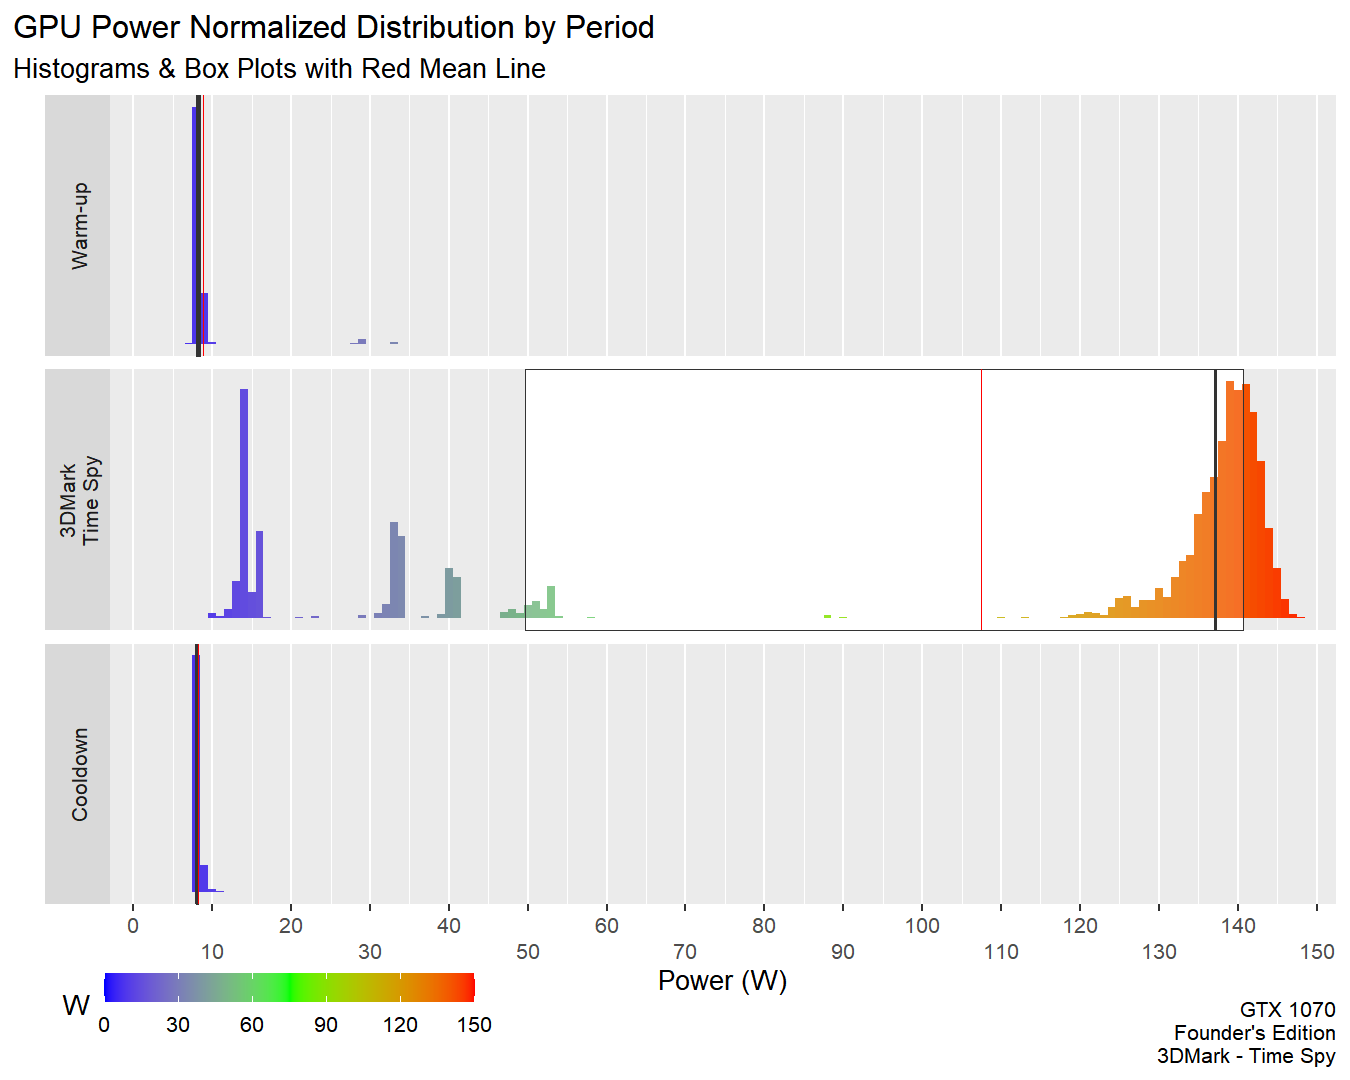 GPU Power Normalized Distribution by Period
Histograms & Box Plots with Red Mean Line
Warm-up
3DMark
Time Spy
Cooldown
0 20 40 60 80 100 120 140
10 30 50 70 90 110 130 150
Power (W)
W
0 30 60 90 120 150
GTX 1070
Founder's Edition
3DMark - Time Spy